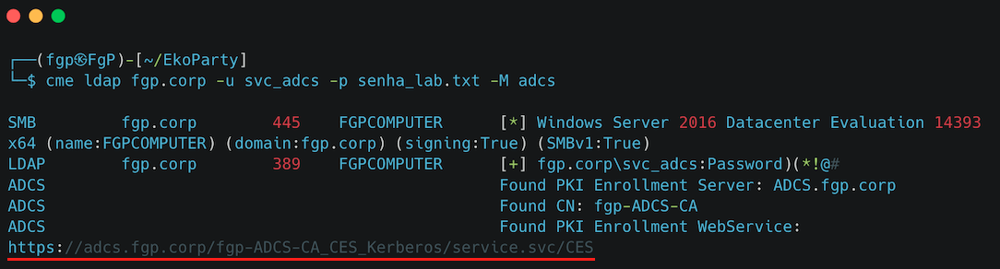 ┌──(fgp㉿FgP)-[~/EkoParty]
└─$ cme ldap fgp.corp -u svc_adcs -p senha_lab.txt -M adcs
SMB fgp.corp 445 FGPCOMPUTER [*] Windows Server 2016 Datacenter Evaluation 14393
x64 (name:FGPCOMPUTER) (domain:fgp.corp) (signing:True) (SMBv1:True)
LDAP fgp.corp 389 FGPCOMPUTER [+] fgp.corp\svc_adcs:Password)(*!@#
ADCS Found PKI Enrollment Server: ADCS.fgp.corp
ADCS Found CN: fgp-ADCS-CA
ADCS Found PKI Enrollment WebService:
https://adcs.fgp.corp/fgp-ADCS-CA_CES_Kerberos/service.svc/CES